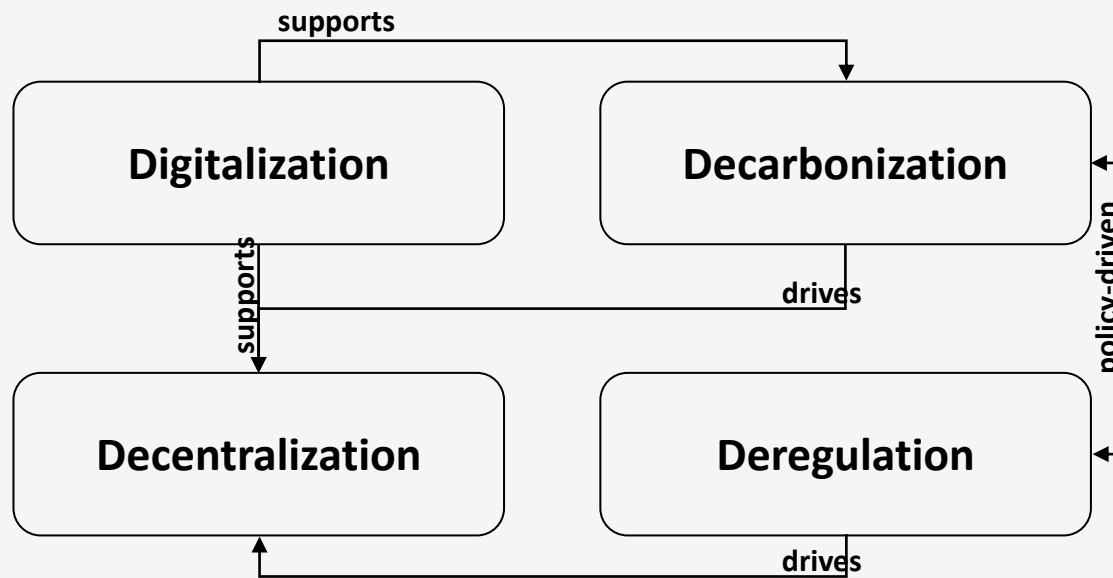 supports
Digitalization
Decarbonization
supports
drives
policy-driven
Decentralization
Deregulation
drives